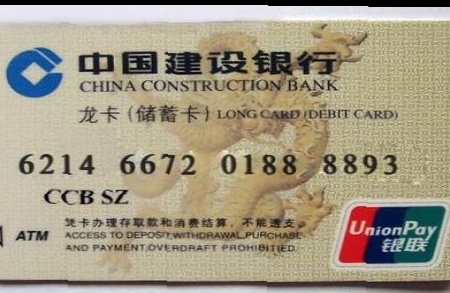 中国建设银行
CHINA CONSTRUCTION BANK
龙卡(储蓄卡) LONG CARD (DEBIT CARD)
6214 6672 0188 8893
CCB SZ
凭卡办理存取款和消费结算，不能透支。
ATM ACCESS TO DEPOSIT,WITHDRAWAL,PURCHASE
AND PAYMENT,OVERDRAFT PROHIBITIED.
UnionPay
银联